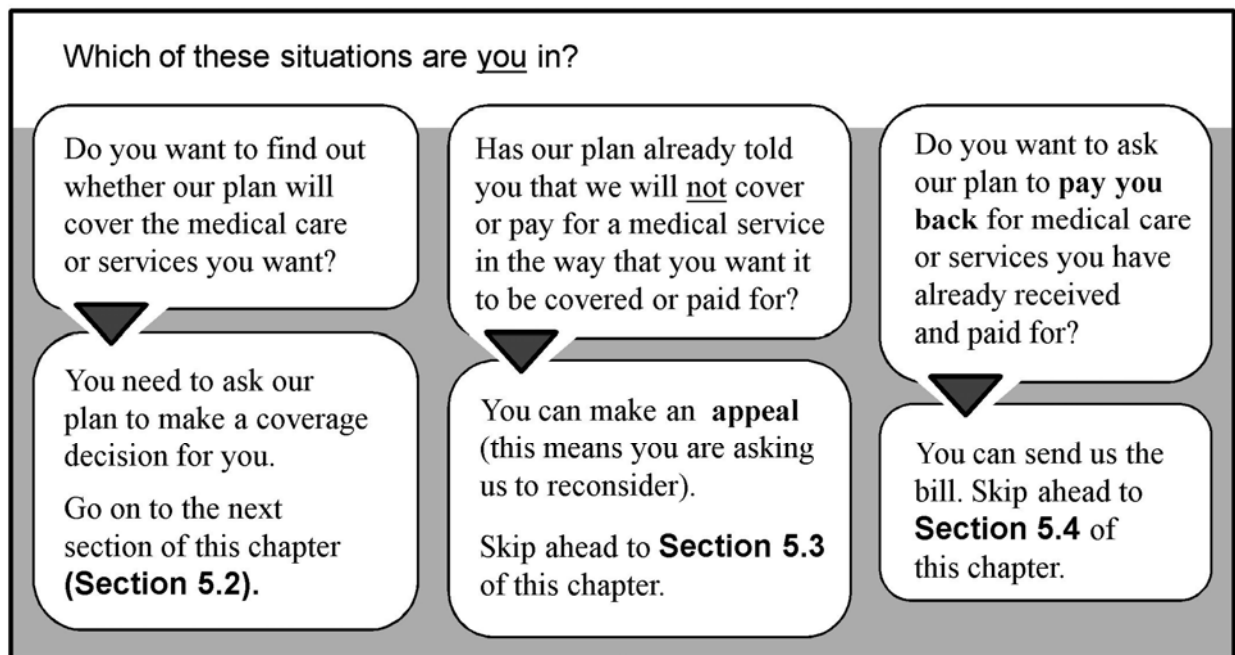 Which of these situations are you in?
Do you want to find out
whether our plan will
cover the medical care
or services you want?
You need to ask our
plan to make a coverage
decision for you.
Go on to the next
section of this chapter
(Section 5.2).
Has our plan already told
you that we will not cover
or pay for a medical service
in the way that you want it
to be covered or paid for?
You can make an appeal
(this means you are asking
us to reconsider).
Skip ahead to Section 5.3
of this chapter.
Do you want to ask
our plan to pay you
back for medical care
or services you have
already received
and paid for?
You can send us the
bill. Skip ahead to
Section 5.4 of
this chapter.